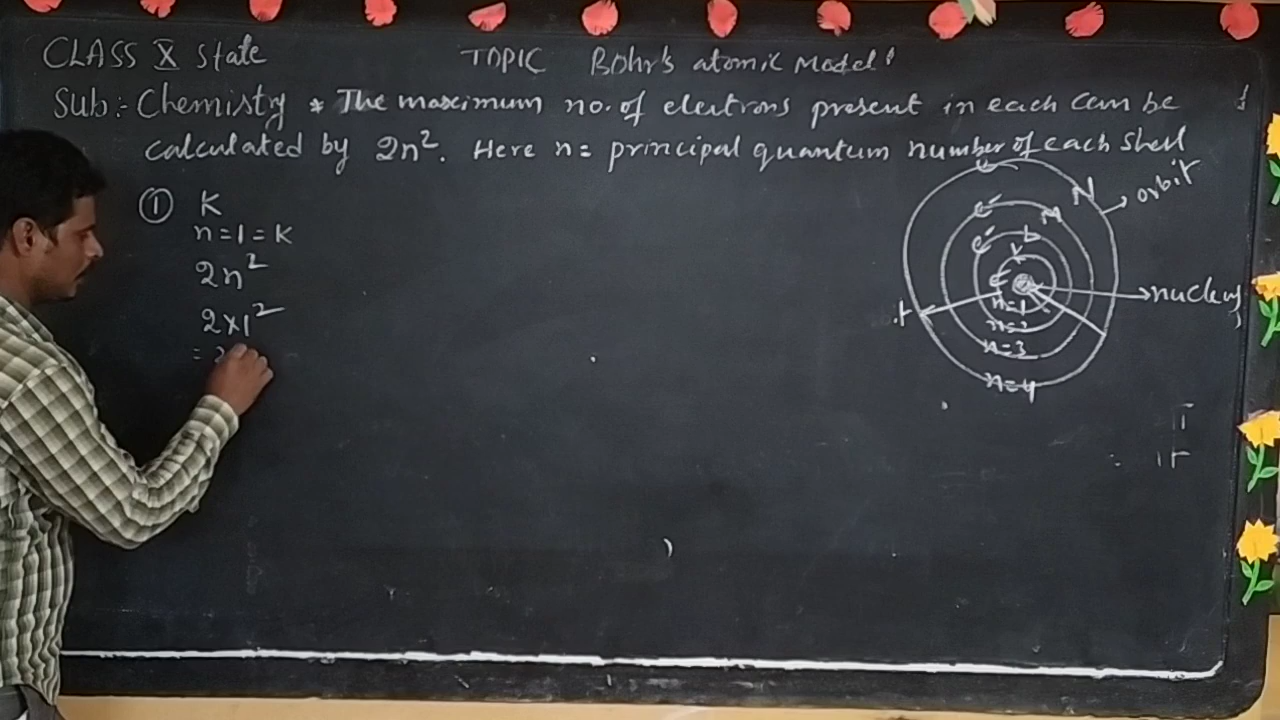 CLASS X State
TOPIC Bohr's atomic Model
Sub:- Chemistry * The maximum no. of electrons present in each can be
calculated by 2n². Here n = principal quantum number of each shell
① K
n=1=K
2n²
2×1²
=
orbit
N
M
L
K
e⁻
e⁻
nucleus
n=1
n=2
n=3
n=4